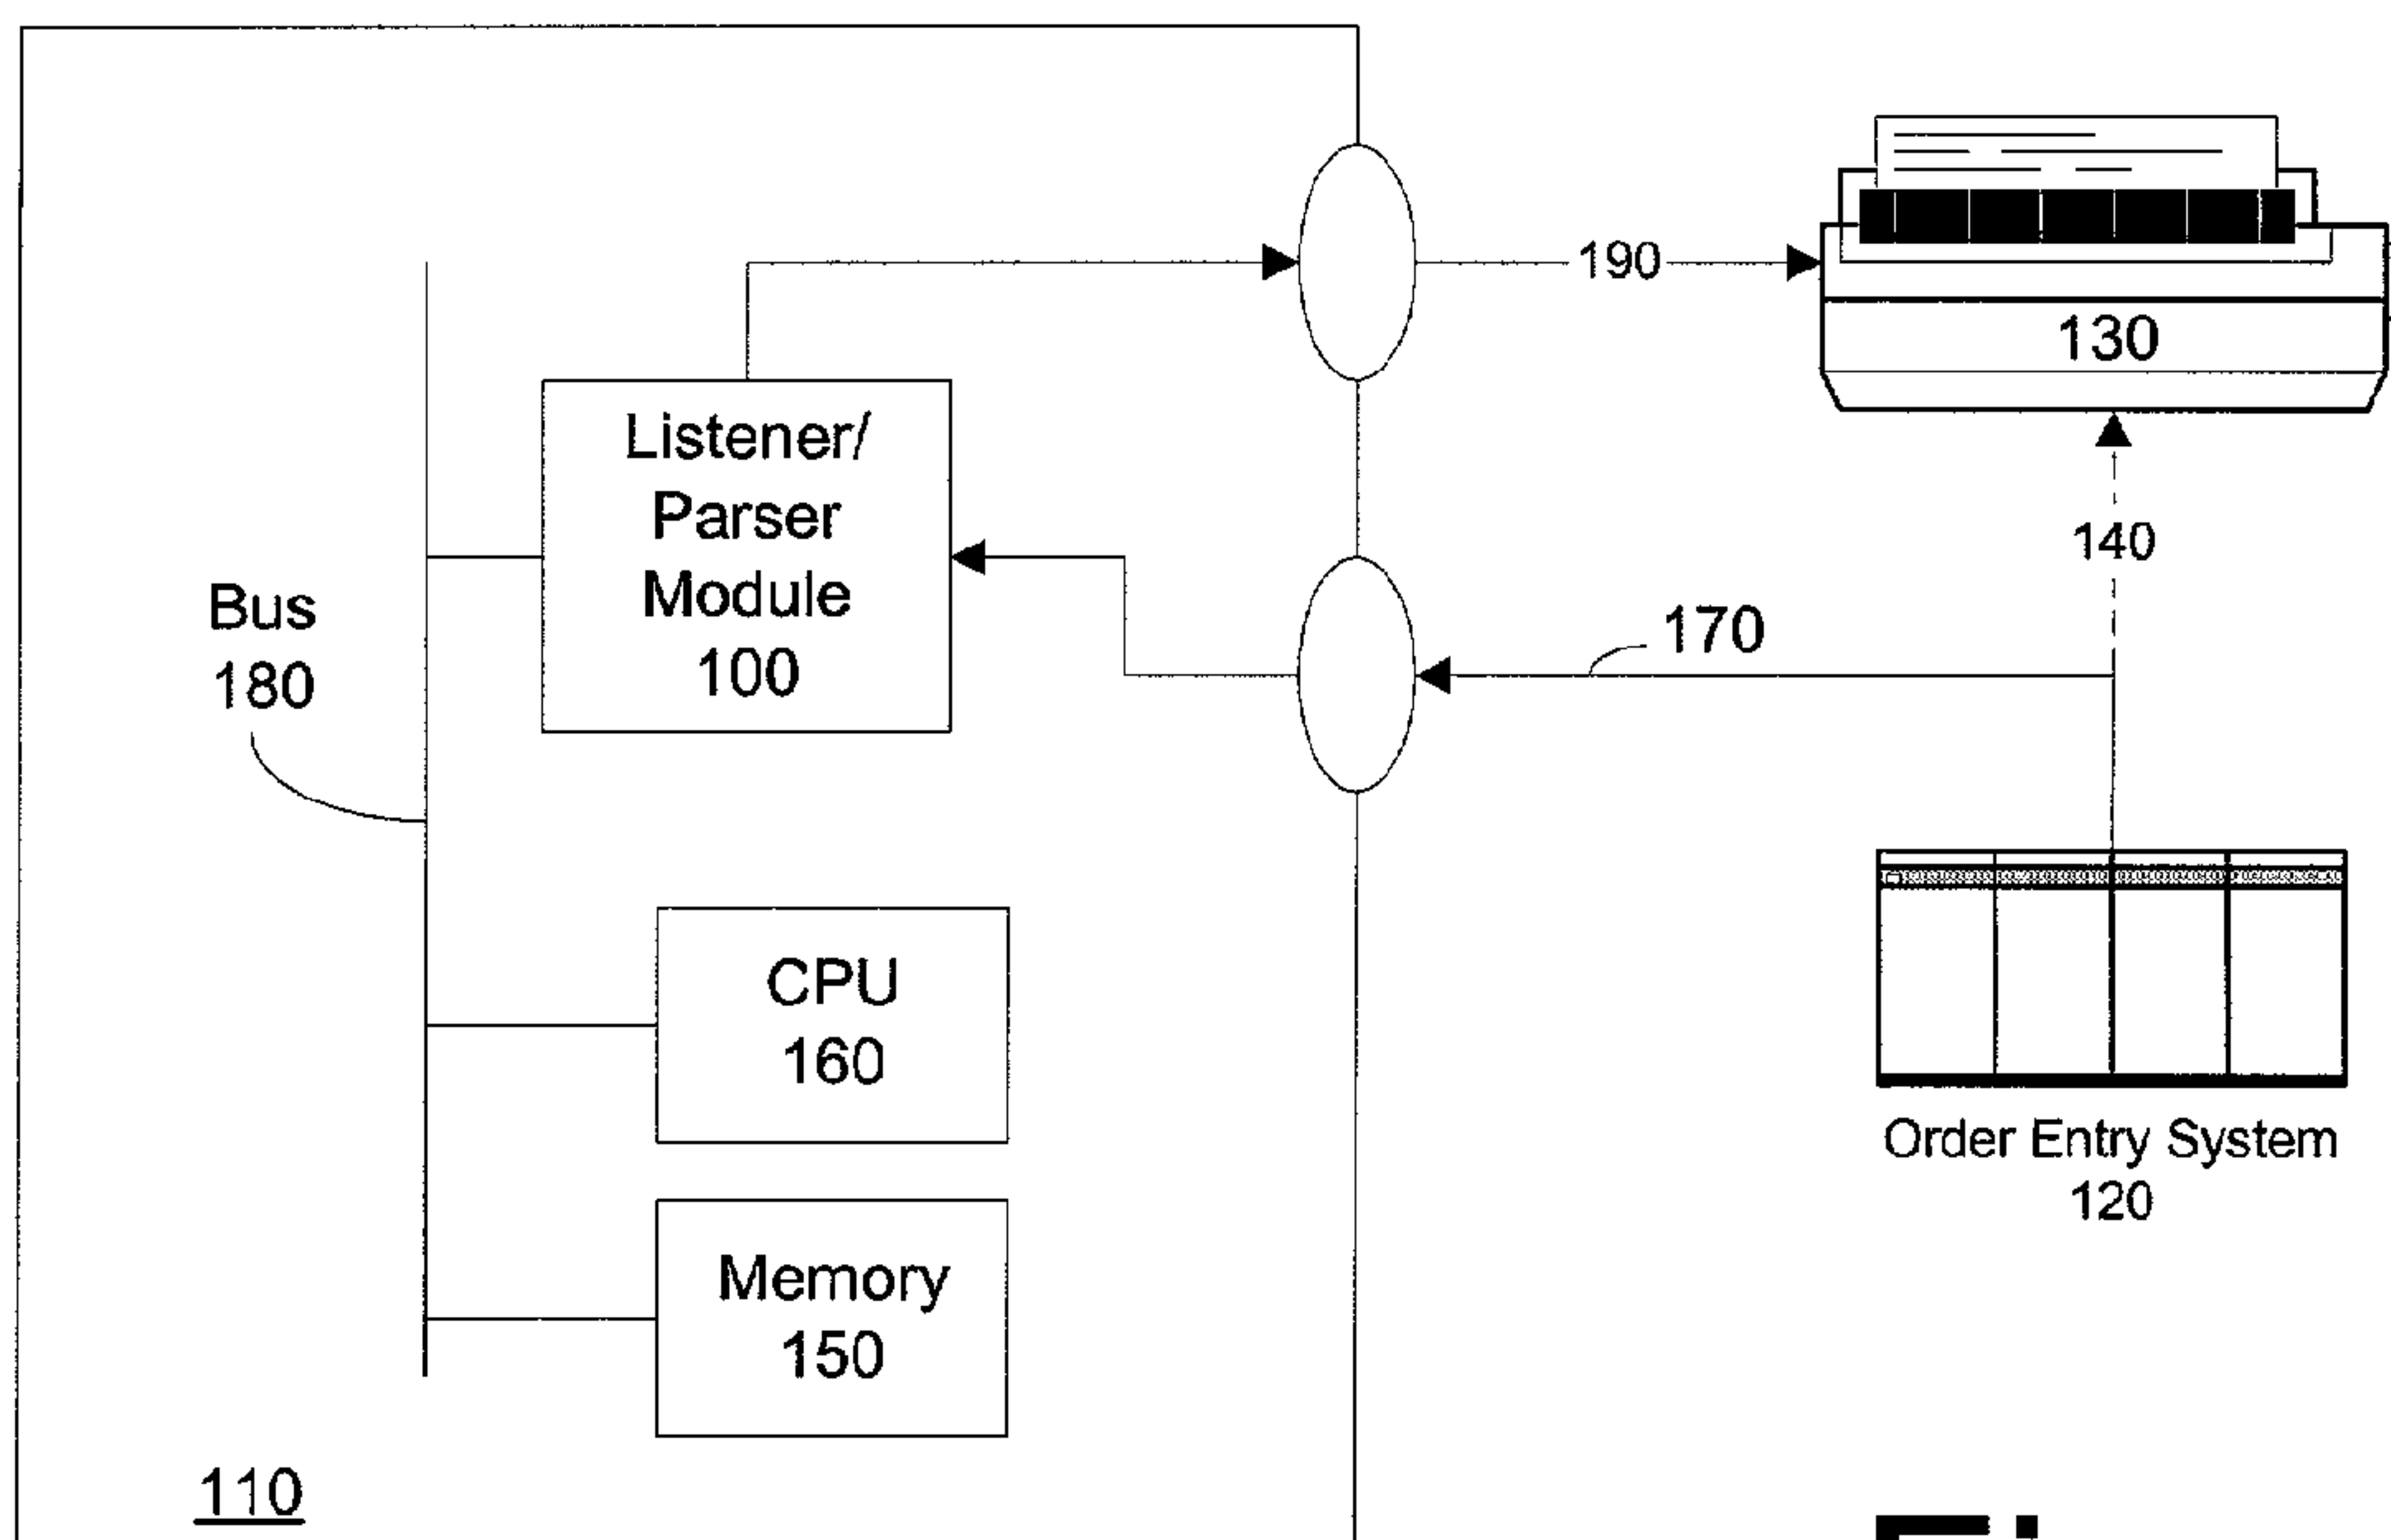 190
130
Listener/
Parser
Module
100
140
170
Bus
180
CPU
160
Order Entry System
120
Memory
150
110